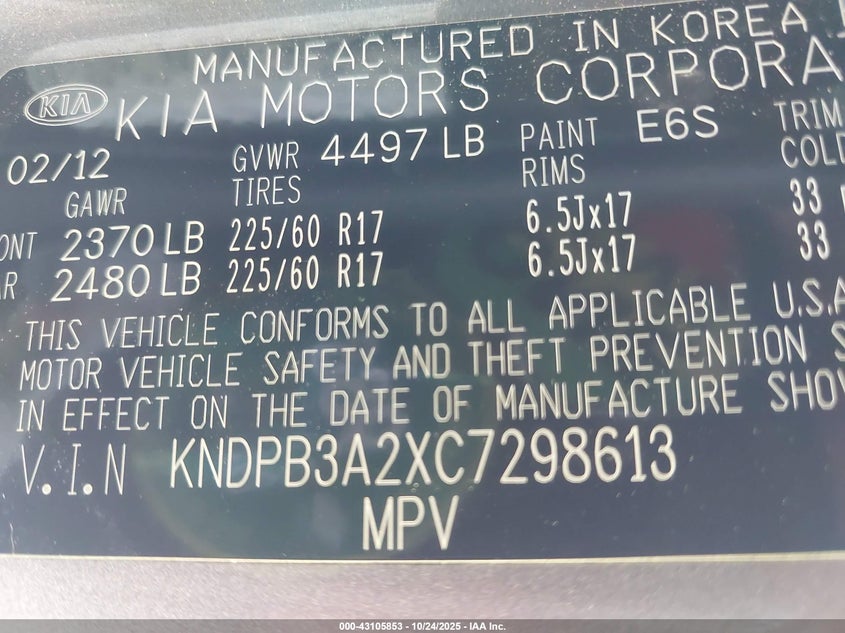 MANUFACTURED IN KOREA
KIA KIA MOTORS CORPORA
02/12 GVWR 4497 LB PAINT E6S TRIM
GAWR TIRES RIMS COLD
ONT 2370 LB 225/60 R17 6.5Jx17 33
AR 2480 LB 225/60 R17 6.5Jx17 33
THIS VEHICLE CONFORMS TO ALL APPLICABLE U.S.A
MOTOR VEHICLE SAFETY AND THEFT PREVENTION S
IN EFFECT ON THE DATE OF MANUFACTURE SHOW
V.I.N KNDPB3A2XC7298613
MPV
000-43105853 - 10/24/2025 - IAA Inc.